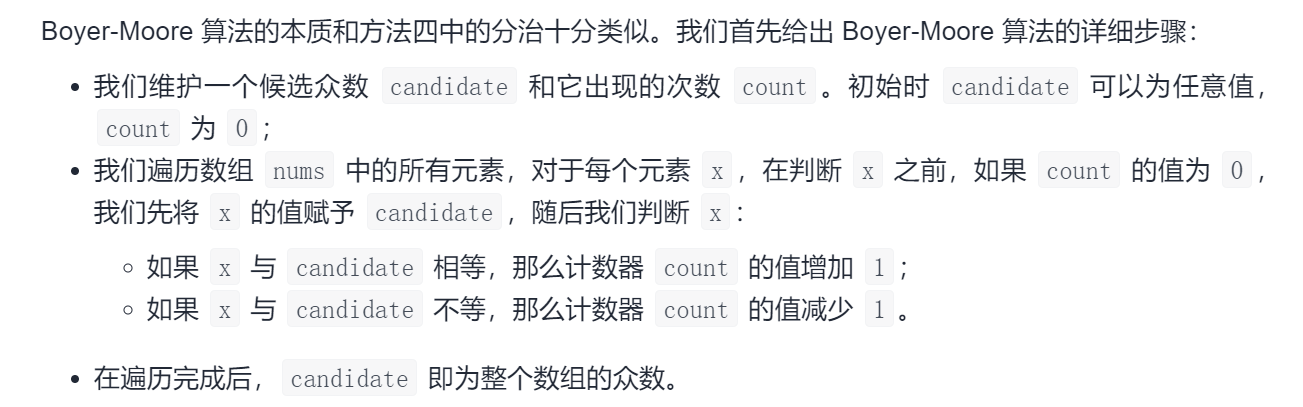 Boyer-Moore 算法的本质和方法四中的分治十分类似。我们首先给出 Boyer-Moore 算法的详细步骤：
• 我们维护一个候选众数 candidate 和它出现的次数 count 。初始时 candidate 可以为任意值，
count 为 0 ；
• 我们遍历数组 nums 中的所有元素，对于每个元素 x ，在判断 x 之前，如果 count 的值为 0 ，
我们先将 x 的值赋予 candidate ，随后我们判断 x ：
◦ 如果 x 与 candidate 相等，那么计数器 count 的值增加 1 ；
◦ 如果 x 与 candidate 不等，那么计数器 count 的值减少 1 。
• 在遍历完成后， candidate 即为整个数组的众数。